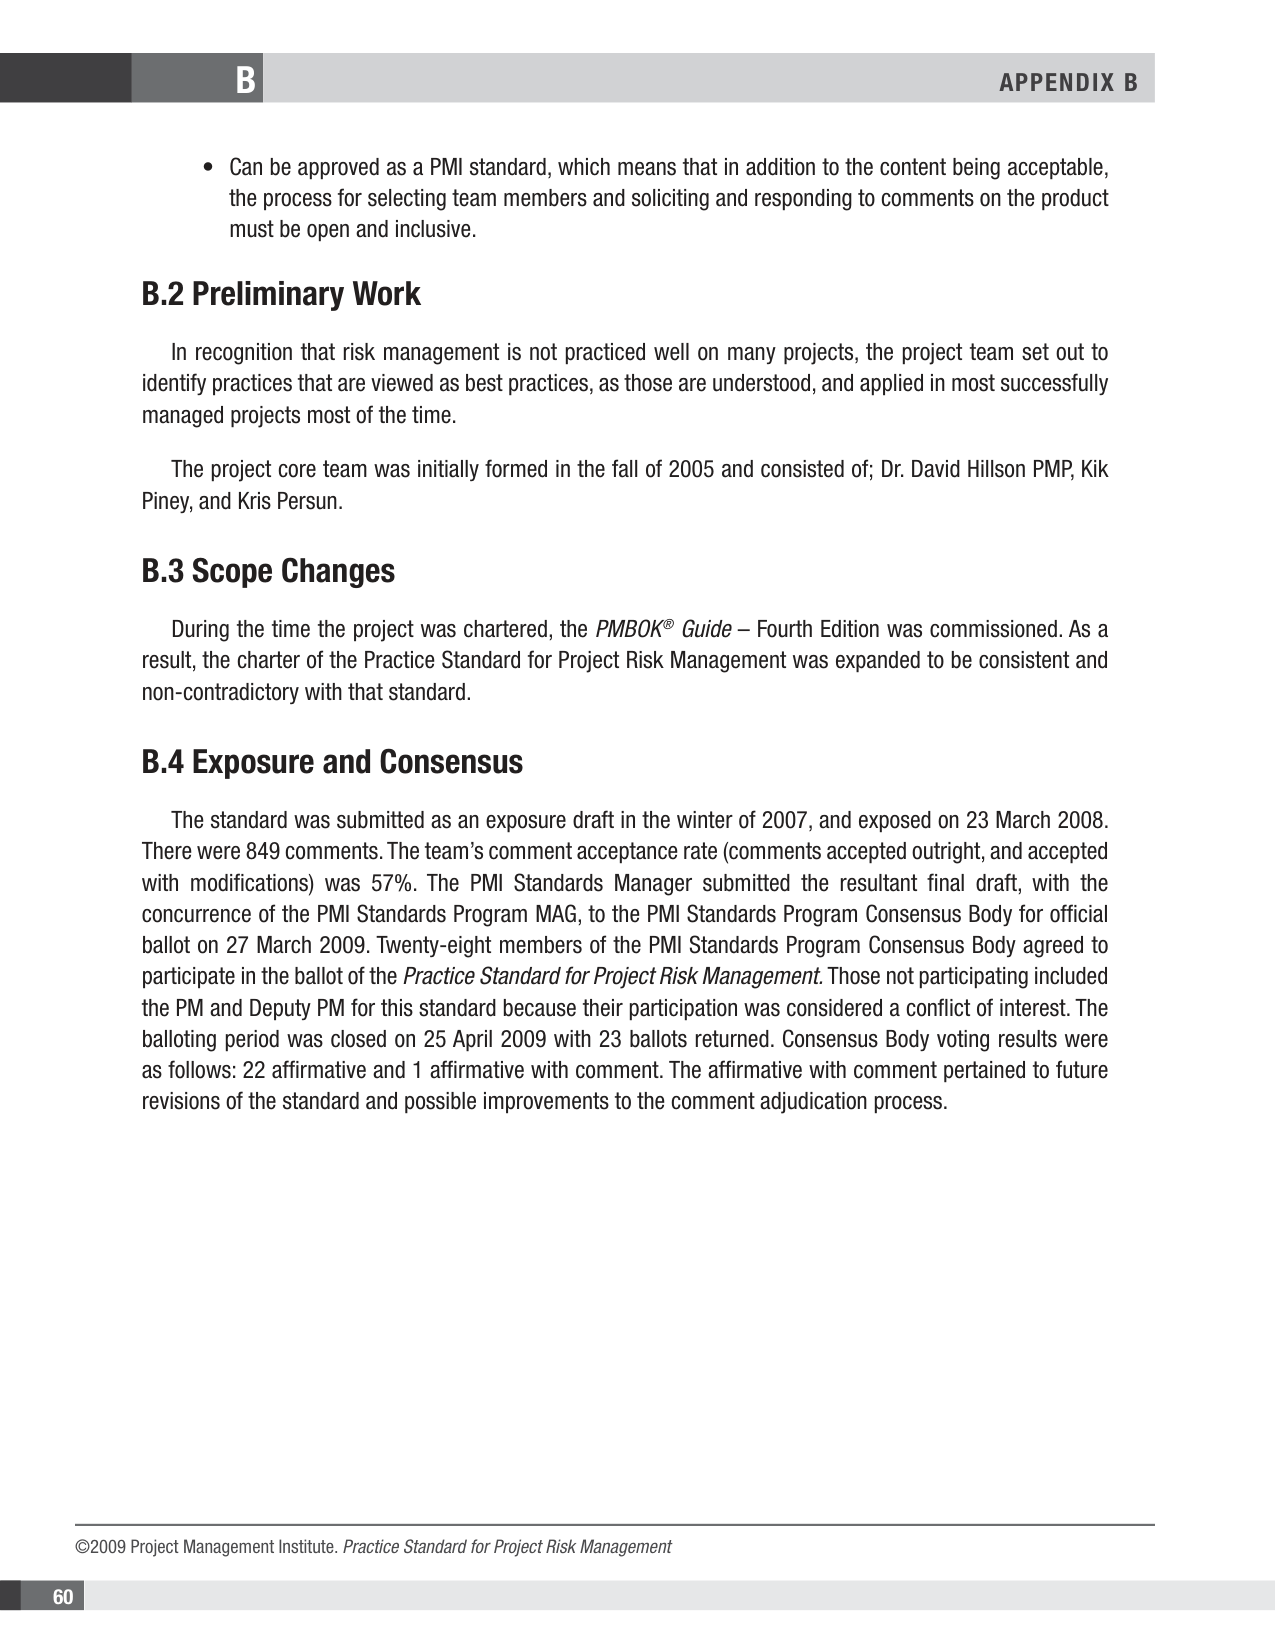 B
APPENDIX B
• Can be approved as a PMI standard, which means that in addition to the content being acceptable,
the process for selecting team members and soliciting and responding to comments on the product
must be open and inclusive.
B.2 Preliminary Work
In recognition that risk management is not practiced well on many projects, the project team set out to
identify practices that are viewed as best practices, as those are understood, and applied in most successfully
managed projects most of the time.
The project core team was initially formed in the fall of 2005 and consisted of; Dr. David Hillson PMP, Kik
Piney, and Kris Persun.
B.3 Scope Changes
During the time the project was chartered, the PMBOK® Guide – Fourth Edition was commissioned. As a
result, the charter of the Practice Standard for Project Risk Management was expanded to be consistent and
non-contradictory with that standard.
B.4 Exposure and Consensus
The standard was submitted as an exposure draft in the winter of 2007, and exposed on 23 March 2008.
There were 849 comments. The team’s comment acceptance rate (comments accepted outright, and accepted
with modifications) was 57%. The PMI Standards Manager submitted the resultant final draft, with the
concurrence of the PMI Standards Program MAG, to the PMI Standards Program Consensus Body for official
ballot on 27 March 2009. Twenty-eight members of the PMI Standards Program Consensus Body agreed to
participate in the ballot of the Practice Standard for Project Risk Management. Those not participating included
the PM and Deputy PM for this standard because their participation was considered a conflict of interest. The
balloting period was closed on 25 April 2009 with 23 ballots returned. Consensus Body voting results were
as follows: 22 affirmative and 1 affirmative with comment. The affirmative with comment pertained to future
revisions of the standard and possible improvements to the comment adjudication process.
©2009 Project Management Institute. Practice Standard for Project Risk Management
60